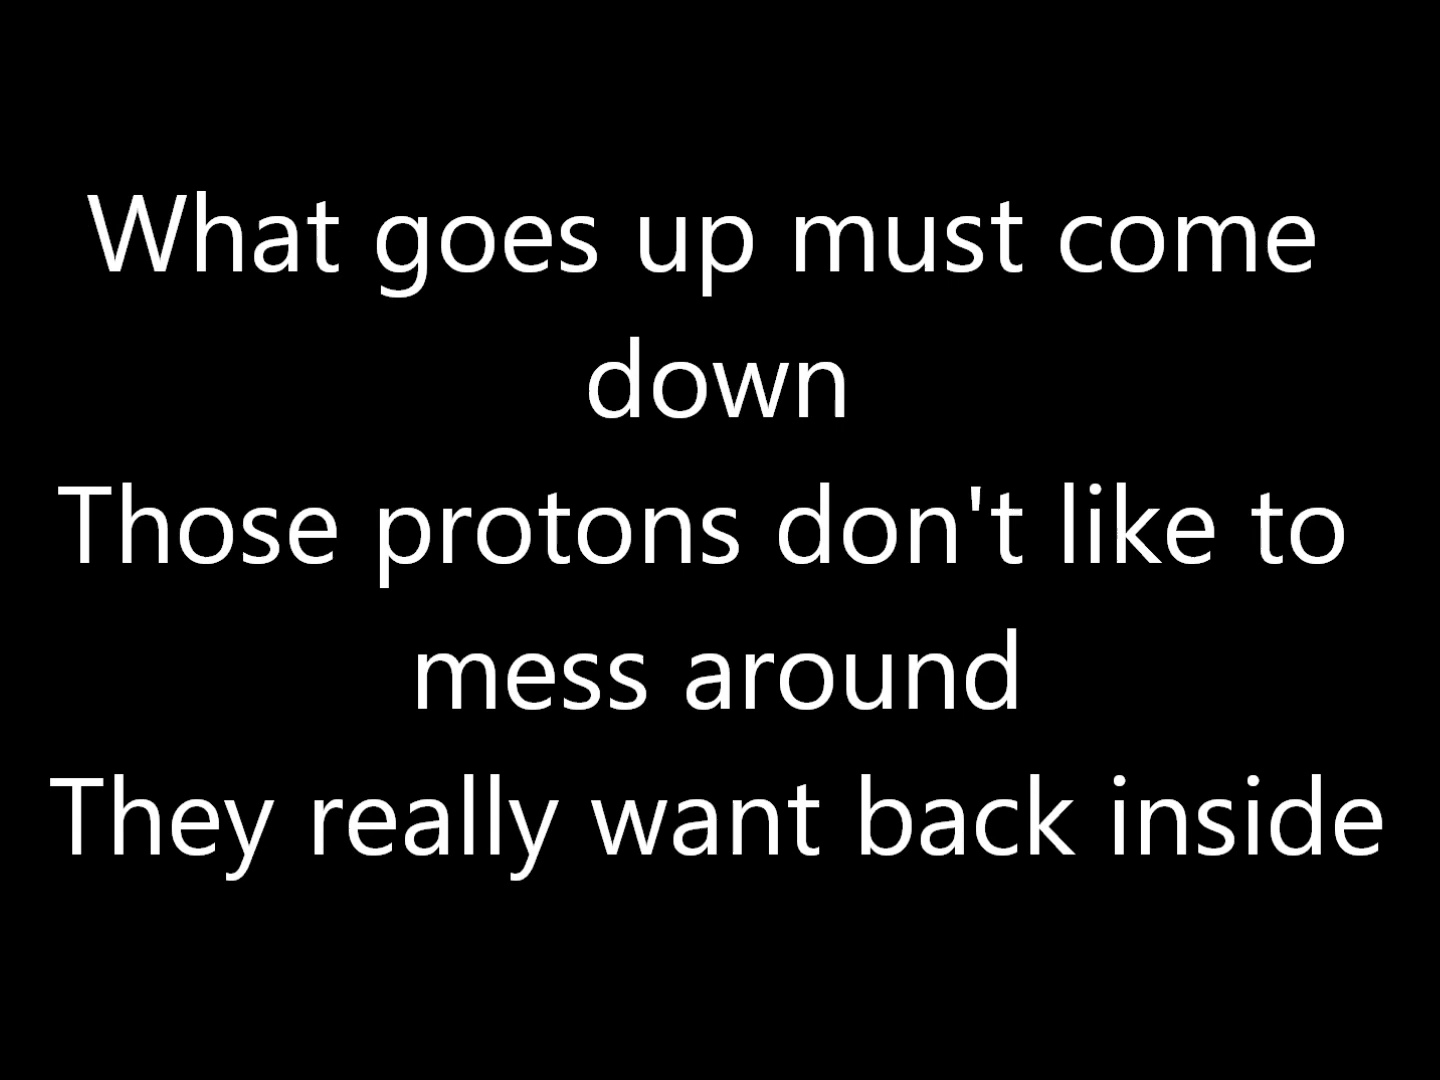 What goes up must come
down
Those protons don't like to
mess around
They really want back inside